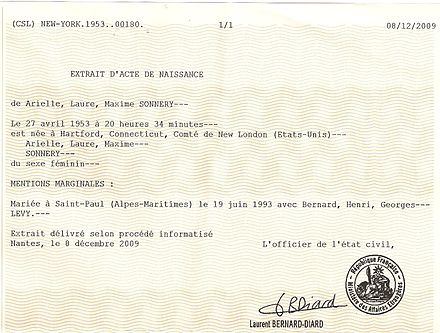 (CSL) NEW-YORK.1953..00180.
1/1
08/12/2009
EXTRAIT D'ACTE DE NAISSANCE
de Arielle, Laure, Maxime SONNERY---
Le 27 avril 1953 à 20 heures 34 minutes---
est née à Hartford, Connecticut, Comté de New London (Etats-Unis)---
Arielle, Laure, Maxime---
SONNERY---
du sexe féminin---
MENTIONS MARGINALES :
Mariée à Saint-Paul (Alpes-Maritimes) le 19 juin 1993 avec Bernard, Henri, Georges---
LEVY.---
Extrait délivré selon procédé informatisé
Nantes, le 8 décembre 2009
L'officier de l'état civil,
République Française
Ministère des Affaires Etrangères
Laurent BERNARD-DIARD